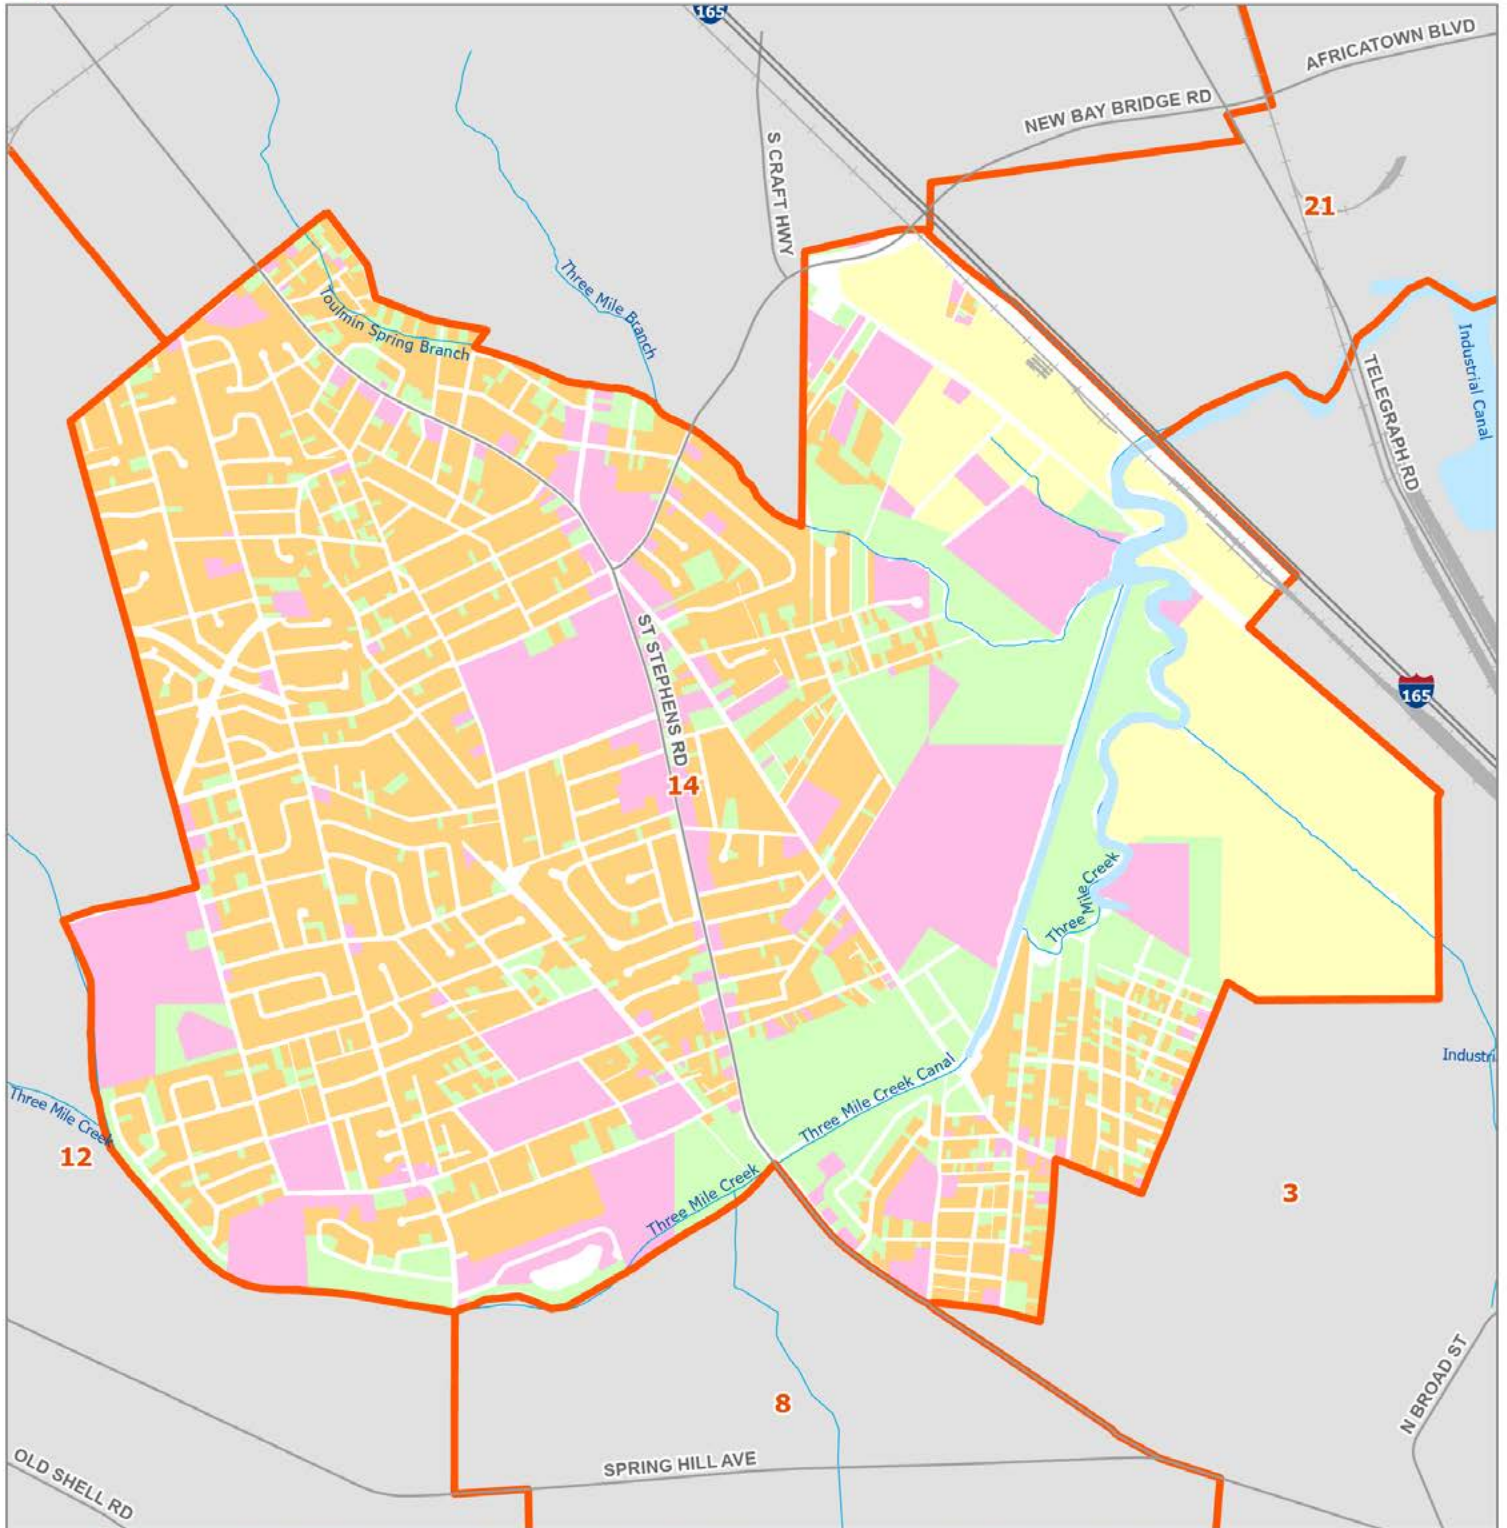 165
AFRICATOWN BLVD
NEW BAY BRIDGE RD
S CRAFT HWY
21
Three Mile Branch
Toulmin Spring Branch
Industrial Canal
TELEGRAPH RD
ST STEPHENS RD
165
14
Three Mile Creek
Industri
Three Mile Creek Canal
Three Mile Creek
12
Three Mile Creek
3
8
N BROAD ST
SPRING HILL AVE
OLD SHELL RD